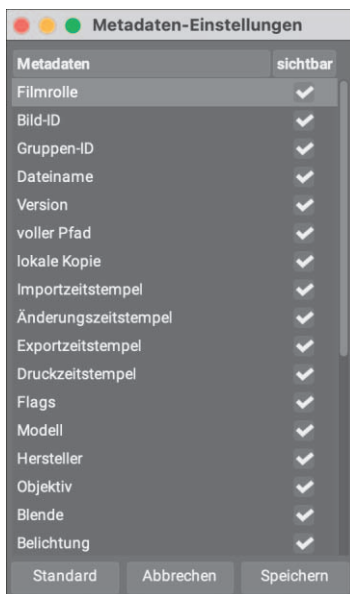 Metadaten-Einstellungen
Metadaten sichtbar
Filmrolle
Bild-ID
Gruppen-ID
Dateiname
Version
voller Pfad
lokale Kopie
Importzeitstempel
Änderungszeitstempel
Exportzeitstempel
Druckzeitstempel
Flags
Modell
Hersteller
Objektiv
Blende
Belichtung
Standard Abbrechen Speichern